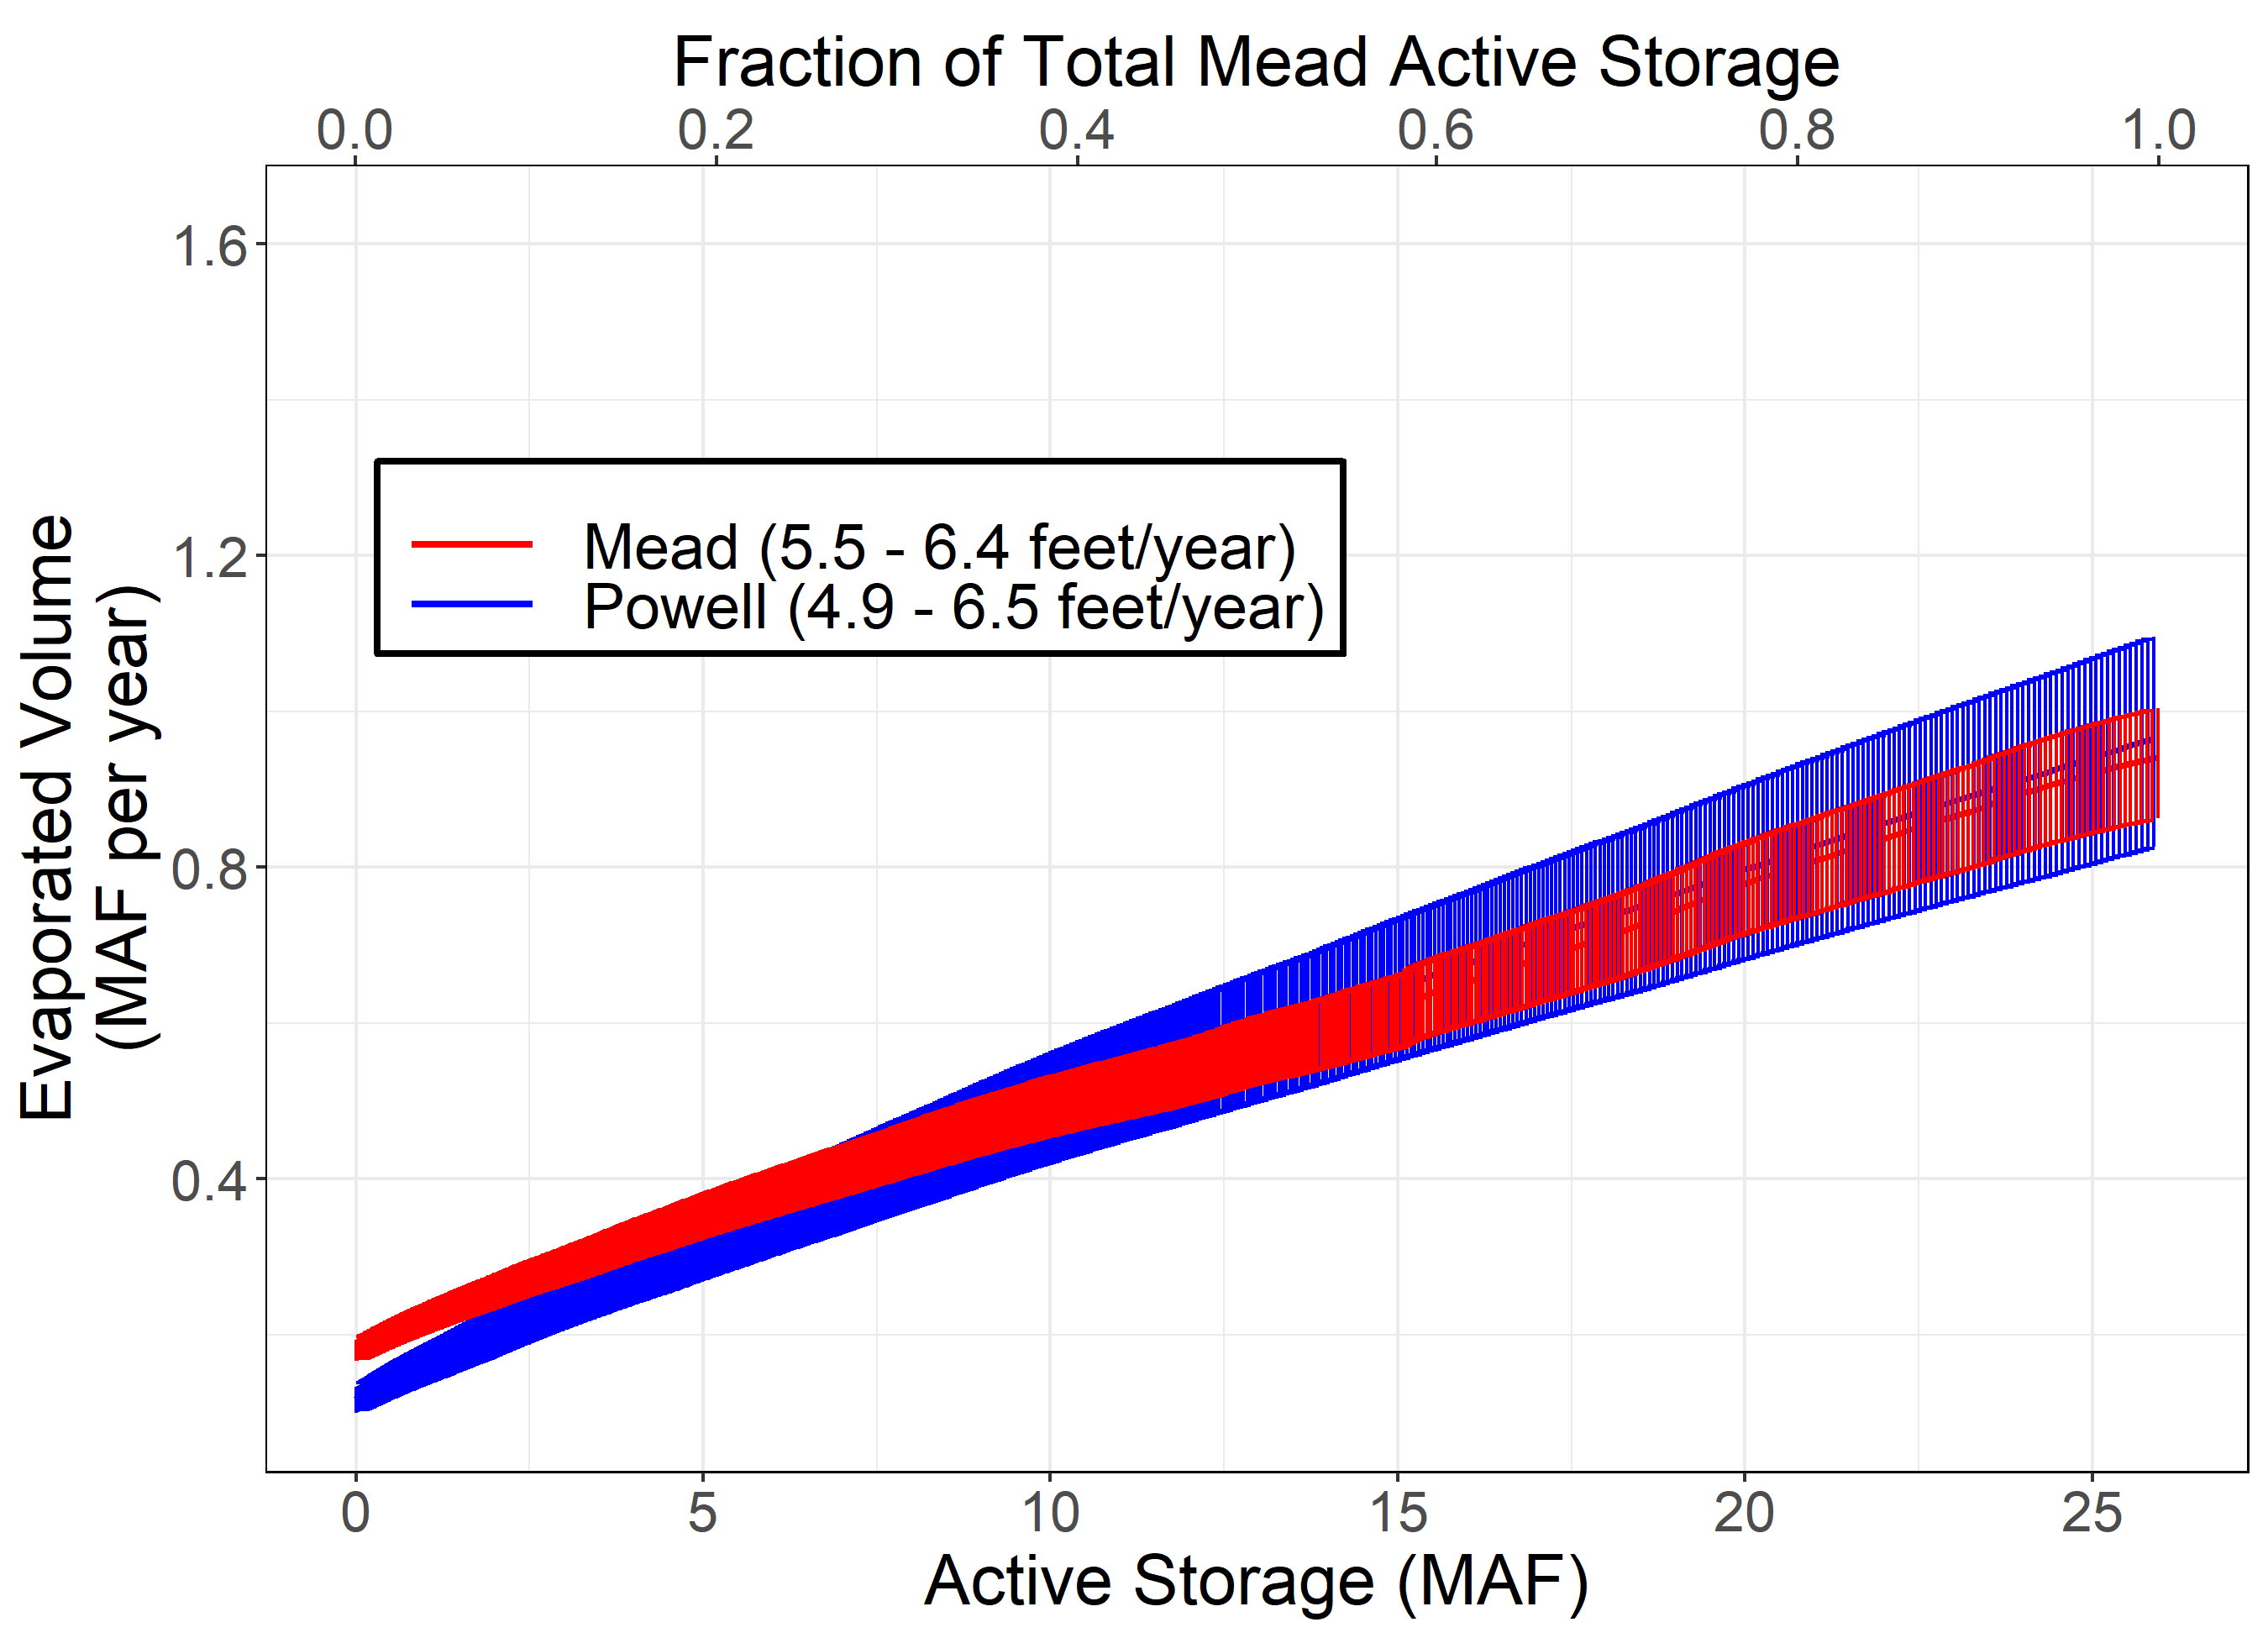 Fraction of Total Mead Active Storage
0.0 0.2 0.4 0.6 0.8 1.0
1.6
1.2
0.8
0.4
Evaporated Volume
(MAF per year)
Mead (5.5 - 6.4 feet/year)
Powell (4.9 - 6.5 feet/year)
0 5 10 15 20 25
Active Storage (MAF)